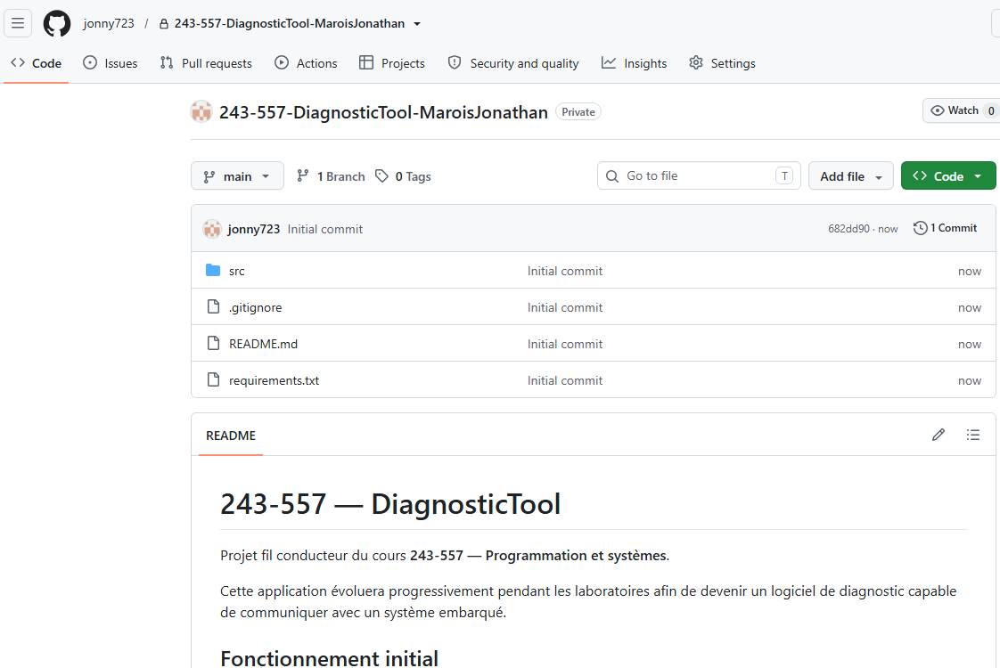 jonny723 / 243-557-DiagnosticTool-MaroisJonathan
Code Issues Pull requests Actions Projects Security and quality Insights Settings
243-557-DiagnosticTool-MaroisJonathan Private Watch 0
main 1 Branch 0 Tags Go to file T Add file Code
jonny723 Initial commit 682dd90 · now 1 Commit
src Initial commit now
.gitignore Initial commit now
README.md Initial commit now
requirements.txt Initial commit now
README
243-557 — DiagnosticTool
Projet fil conducteur du cours 243-557 — Programmation et systèmes.
Cette application évoluera progressivement pendant les laboratoires afin de devenir un logiciel de diagnostic capable
de communiquer avec un système embarqué.
Fonctionnement initial